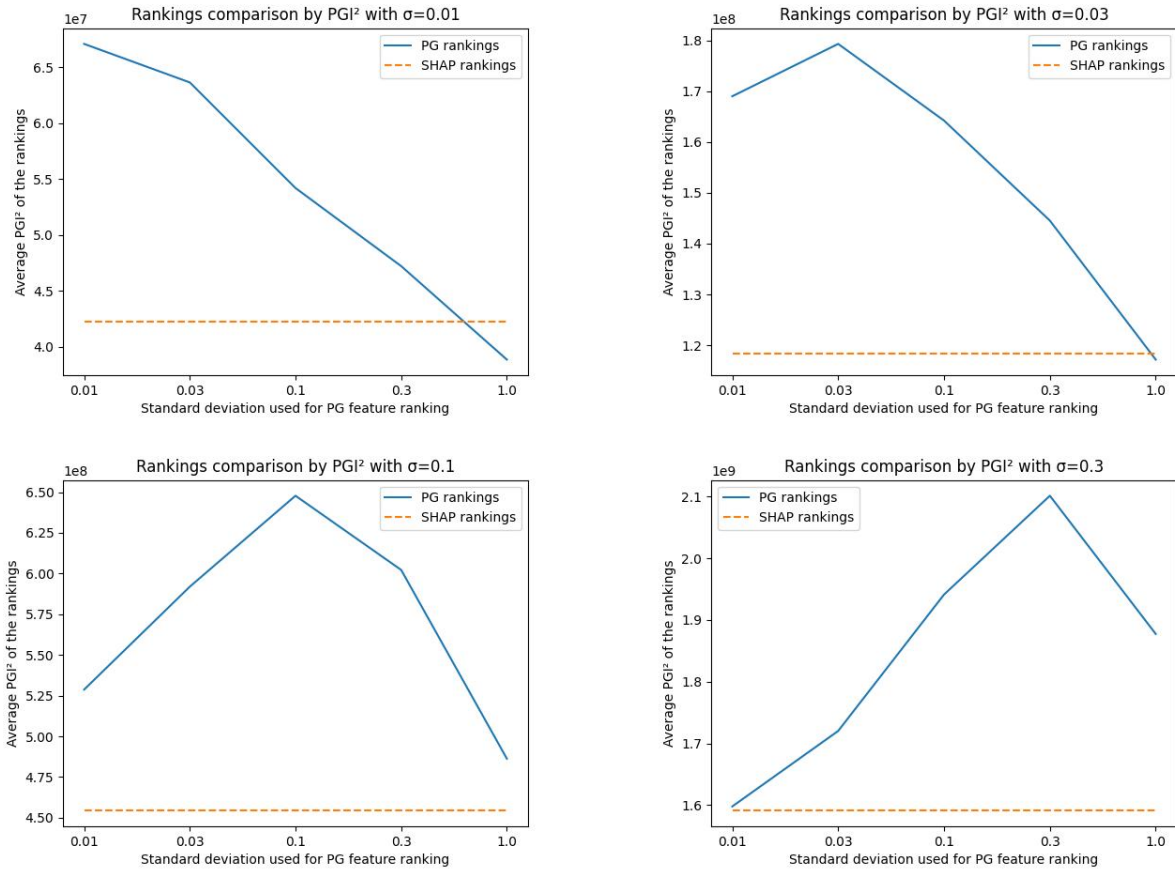 Rankings comparison by PGI² with σ=0.01
1e7
PG rankings
SHAP rankings
Average PGI² of the rankings
6.5
6.0
5.5
5.0
4.5
4.0
0.01 0.03 0.1 0.3 1.0
Standard deviation used for PG feature ranking
Rankings comparison by PGI² with σ=0.03
1e8
PG rankings
SHAP rankings
Average PGI² of the rankings
1.8
1.7
1.6
1.5
1.4
1.3
1.2
0.01 0.03 0.1 0.3 1.0
Standard deviation used for PG feature ranking
Rankings comparison by PGI² with σ=0.1
1e8
PG rankings
SHAP rankings
Average PGI² of the rankings
6.50
6.25
6.00
5.75
5.50
5.25
5.00
4.75
4.50
0.01 0.03 0.1 0.3 1.0
Standard deviation used for PG feature ranking
Rankings comparison by PGI² with σ=0.3
1e9
PG rankings
SHAP rankings
Average PGI² of the rankings
2.1
2.0
1.9
1.8
1.7
1.6
0.01 0.03 0.1 0.3 1.0
Standard deviation used for PG feature ranking